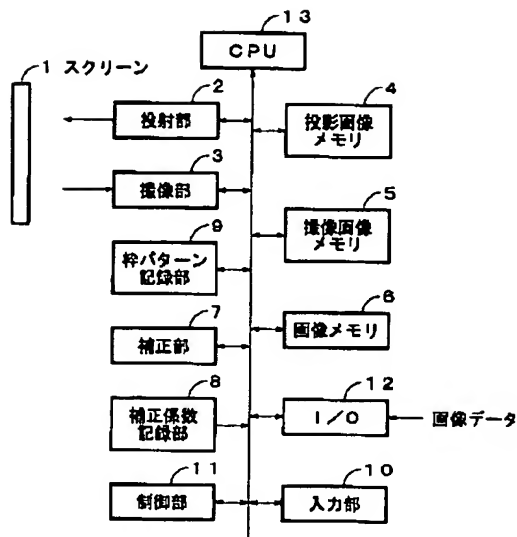 13
CPU
1 スクリーン
2
投射部
4
投影画像
メモリ
3
撮像部
5
撮像画像
メモリ
9
枠パターン
記録部
6
画像メモリ
7
補正部
12
I/O
画像データ
8
補正係数
記録部
11
制御部
10
入力部